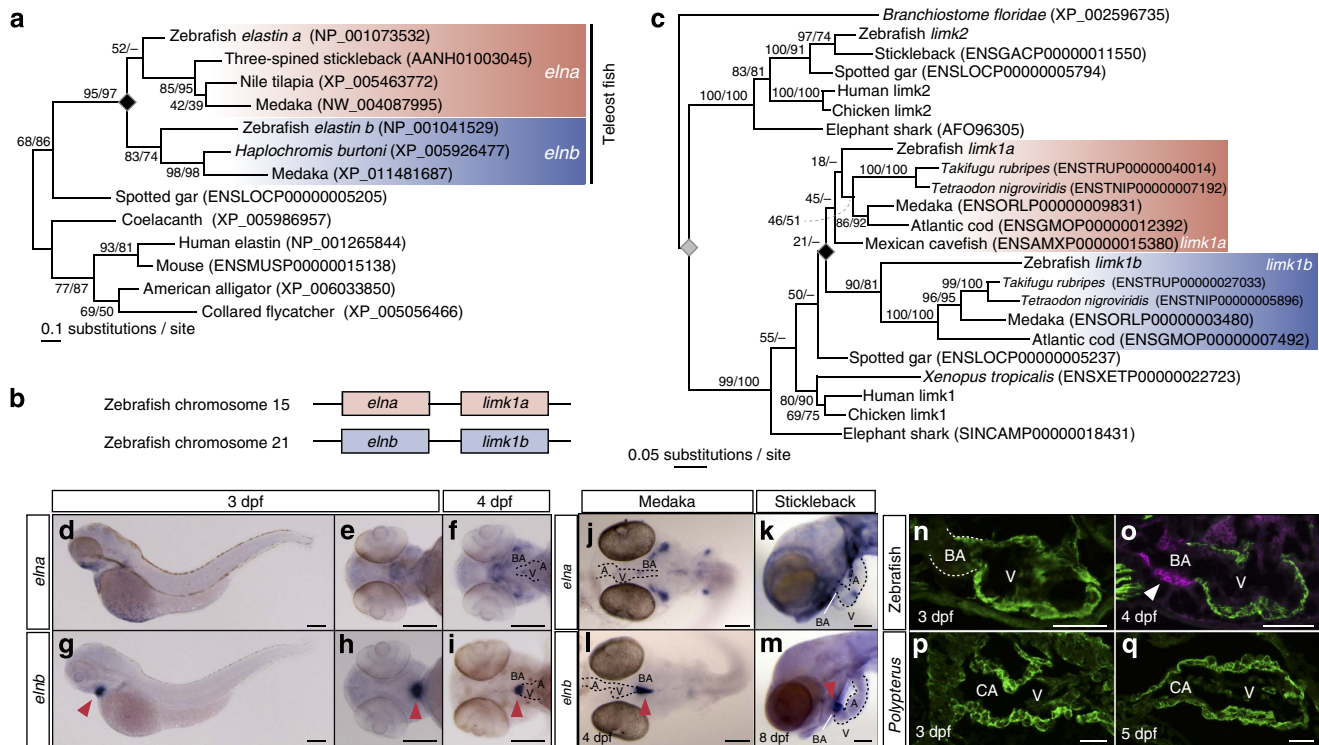 a
52/–
Zebrafish elastin a (NP_001073532)
Three-spined stickleback (AANH01003045)
85/95
Nile tilapia (XP_005463772)
elna
95/97
42/39
Medaka (NW_004087995)
Zebrafish elastin b (NP_001041529)
68/86
83/74
Haplochromis burtoni (XP_005926477)
elnb
98/98
Medaka (XP_011481687)
Teleost fish
Spotted gar (ENSLOCP00000005205)
Coelacanth (XP_005986957)
93/81
Human elastin (NP_001265844)
Mouse (ENSMUSP00000015138)
77/87
American alligator (XP_006033850)
69/50
Collared flycatcher (XP_005056466)
0.1 substitutions / site
b
Zebrafish chromosome 15
elna
limk1a
Zebrafish chromosome 21
elnb
limk1b
c
Branchiostome floridae (XP_002596735)
97/74
Zebrafish limk2
100/91
Stickleback (ENSGACP00000011550)
83/81
Spotted gar (ENSLOCP00000005794)
100/100
100/100
Human limk2
Chicken limk2
Elephant shark (AFO96305)
Zebrafish limk1a
18/–
100/100
Takifugu rubripes (ENSTRUP0000040014)
Tetraodon nigroviridis (ENSTNIP00000007192)
45/–
Medaka (ENSORLP00000009831)
46/51
86/92
Atlantic cod (ENSGMOP00000012392)
21/–
Mexican cavefish (ENSAMXP00000015380)
limk1a
Zebrafish limk1b
limk1b
90/81
99/100
Takifugu rubripes (ENSTRUP00000027033)
96/95
Tetraodon nigroviridis (ENSTNIP00000005896)
50/–
100/100
Medaka (ENSORLP00000003480)
Atlantic cod (ENSGMOP00000007492)
55/–
Spotted gar (ENSLOCP00000005237)
99/100
Xenopus tropicalis (ENSXETP00000022723)
80/90
Human limk1
69/75
Chicken limk1
Elephant shark (SINCAMP00000018431)
0.05 substitutions / site
3 dpf
4 dpf
Medaka
Stickleback
elna
d
e
f
BA
V
A
elna
j
A
V
BA
k
A
BA
V
Zebrafish
n
BA
V
3 dpf
o
BA
V
4 dpf
elnb
g
h
i
BA
V
A
elnb
l
A
V
BA
4 dpf
m
A
BA
V
8 dpf
Polypterus
p
CA
V
3 dpf
q
CA
V
5 dpf